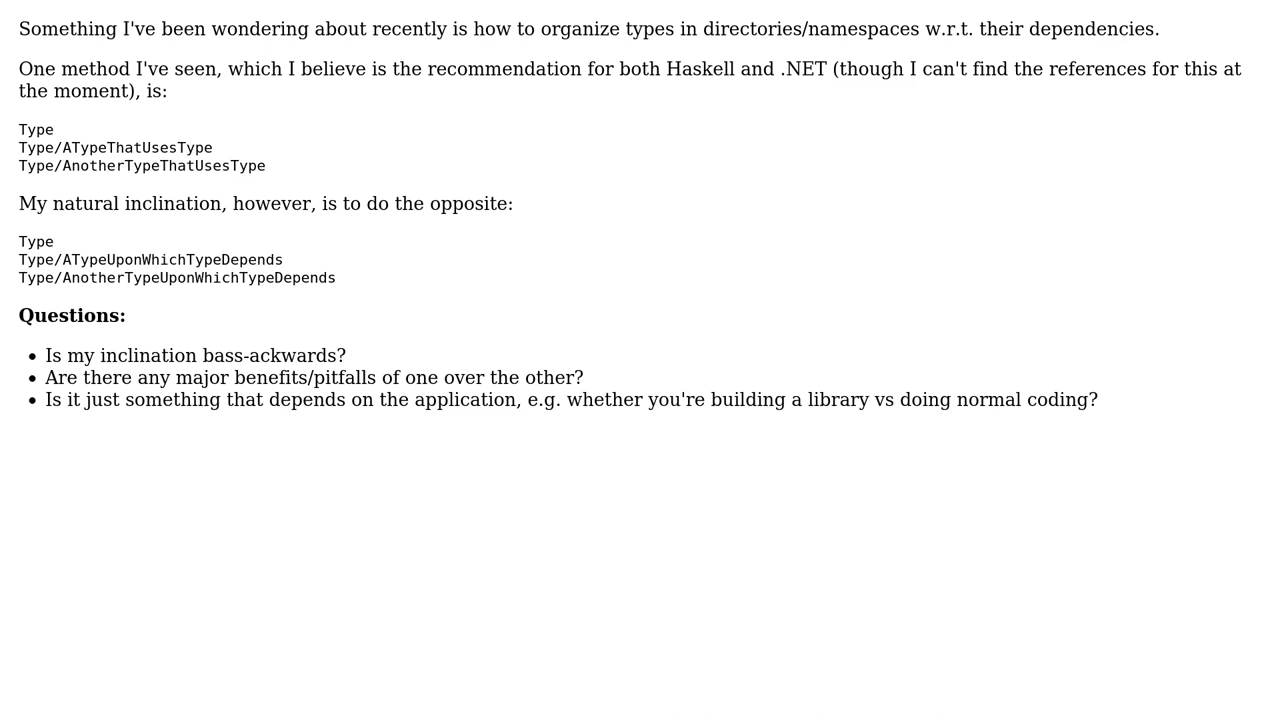 Something I've been wondering about recently is how to organize types in directories/namespaces w.r.t. their dependencies.
One method I've seen, which I believe is the recommendation for both Haskell and .NET (though I can't find the references for this at
the moment), is:
Type
Type/ATypeThatUsesType
Type/AnotherTypeThatUsesType
My natural inclination, however, is to do the opposite:
Type
Type/ATypeUponWhichTypeDepends
Type/AnotherTypeUponWhichTypeDepends
Questions:
• Is my inclination bass-ackwards?
• Are there any major benefits/pitfalls of one over the other?
• Is it just something that depends on the application, e.g. whether you're building a library vs doing normal coding?